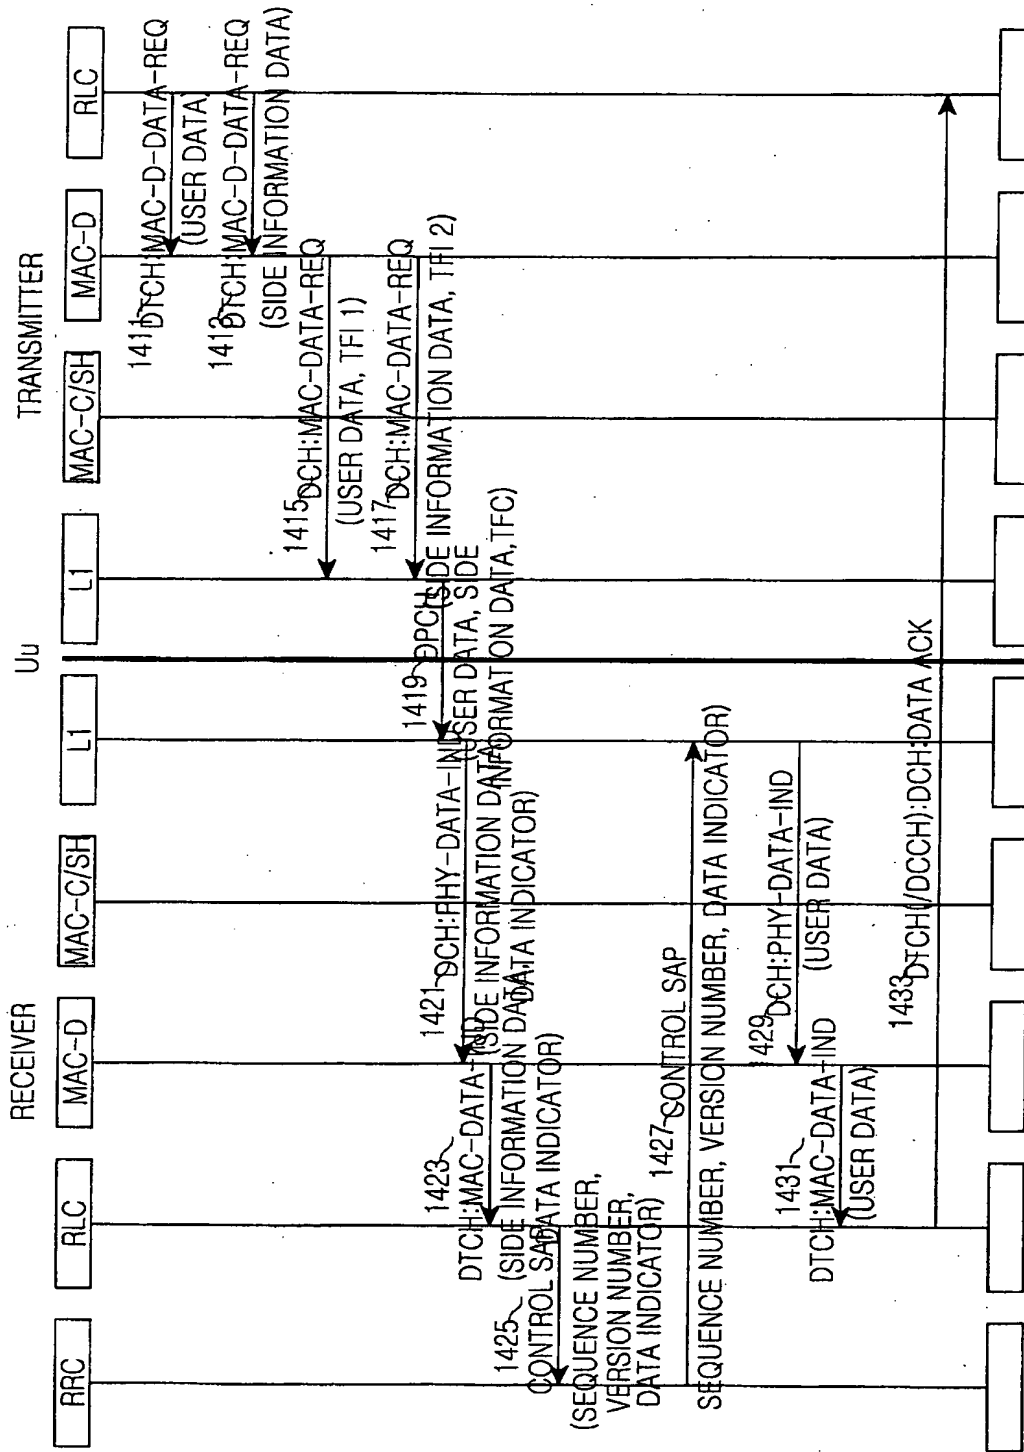 RECEIVER
Uu
TRANSMITTER
RRC
RLC
MAC-D
MAC-C/SH
L1
L1
MAC-C/SH
MAC-D
RLC
1411
DTCH:MAC-D-DATA-REQ
(USER DATA)
1413
DTCH:MAC-D-DATA-REQ
(SIDE INFORMATION DATA)
1415
DCH:MAC-DATA-REQ
(USER DATA, TFI 1)
1417
DCH:MAC-DATA-REQ
(SIDE INFORMATION DATA, TFI 2)
1419
DPCH
(USER DATA, SIDE
INFORMATION DATA,TFC)
1421
DCH:PHY-DATA-IND
(SIDE INFORMATION DATA,
DATA INDICATOR)
1423
DTCH:MAC-DATA-IND
(SIDE INFORMATION DATA,
DATA INDICATOR)
1425
CONTROL SAP
(SEQUENCE NUMBER,
VERSION NUMBER,
DATA INDICATOR)
1427
CONTROL SAP
SEQUENCE NUMBER, VERSION NUMBER, DATA INDICATOR)
1429
DCH:PHY-DATA-IND
(USER DATA)
1431
DTCH:MAC-DATA-IND
(USER DATA)
1433
DTCH(/DCCH):DCH:DATA ACK